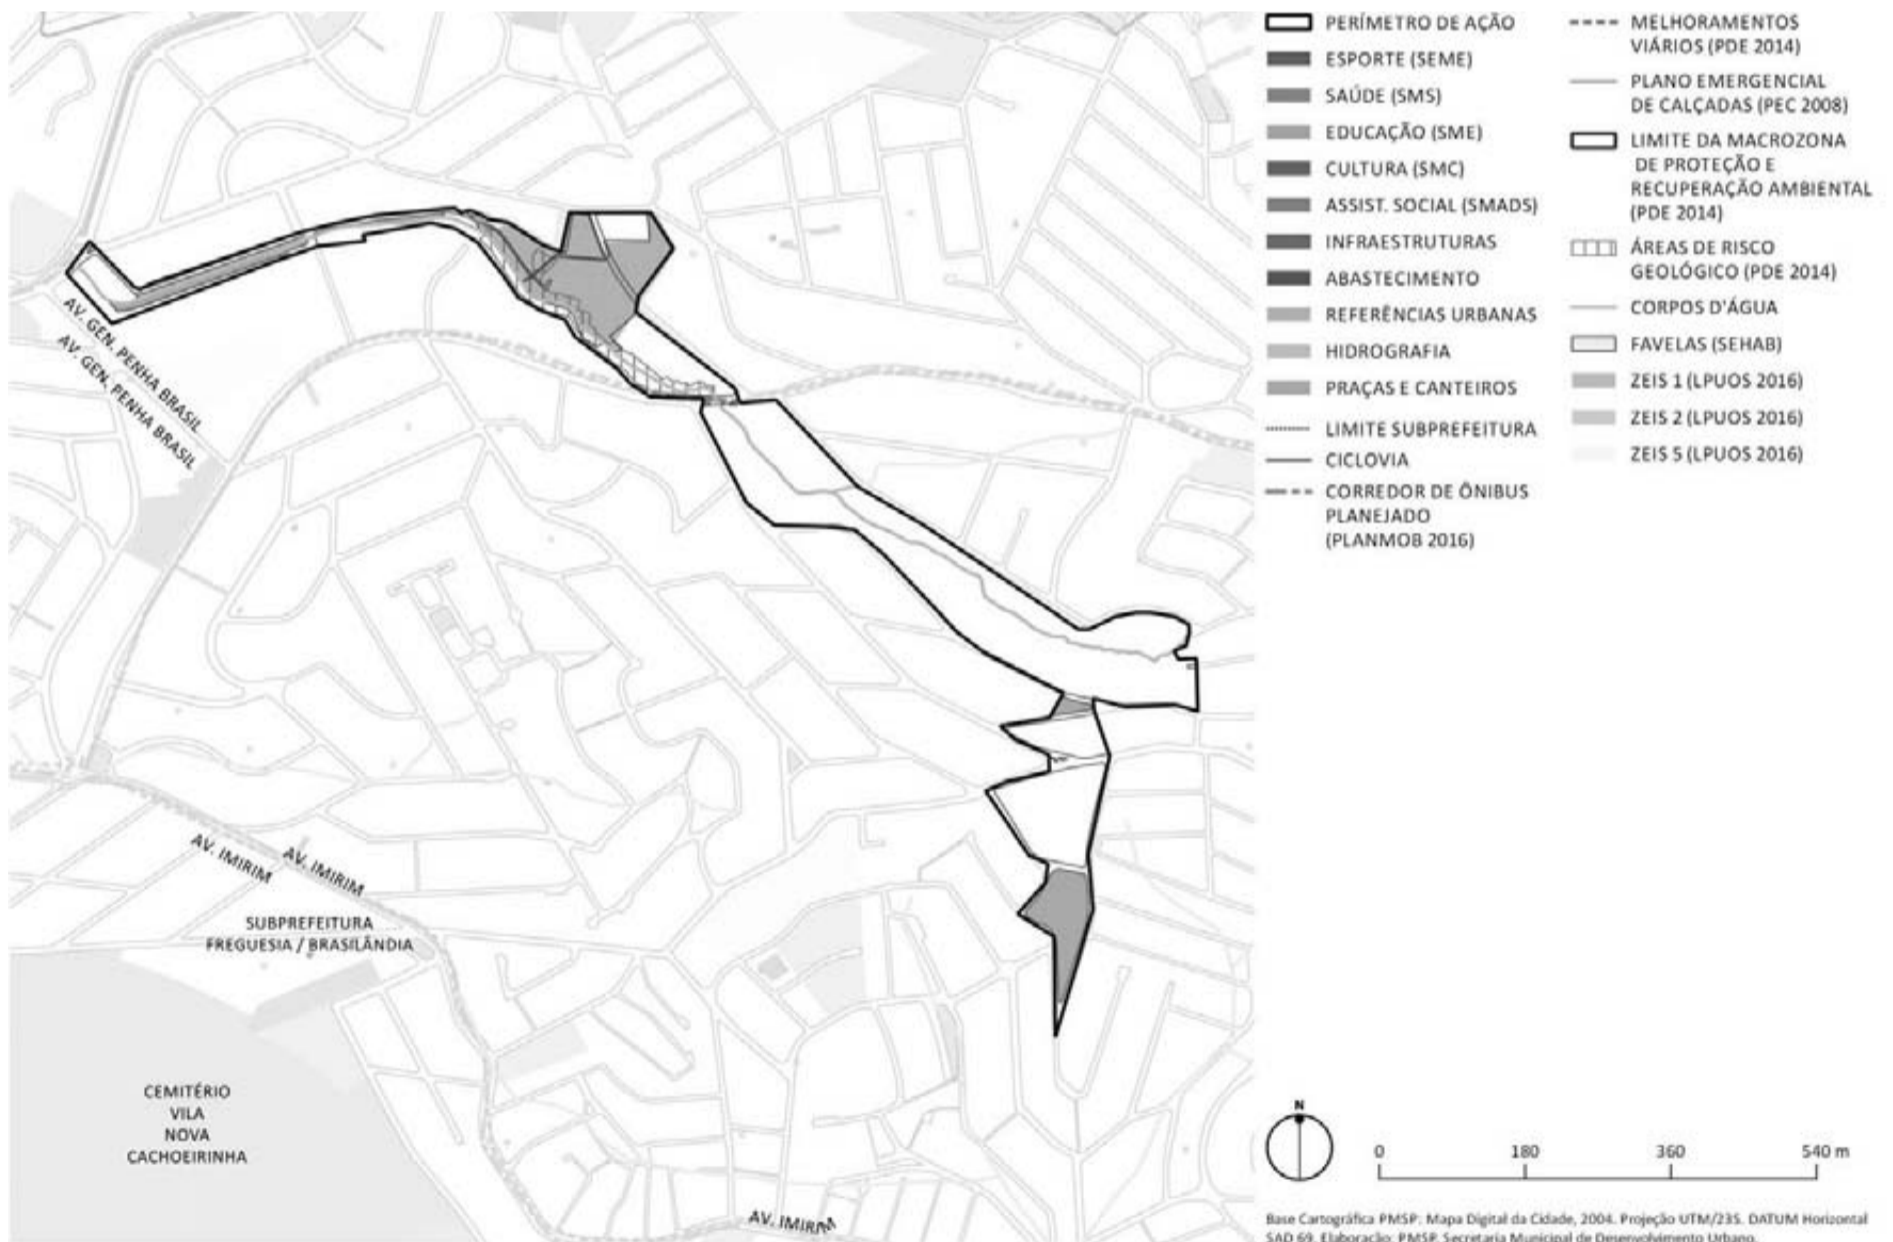 PERÍMETRO DE AÇÃO
ESPORTE (SEME)
SAÚDE (SMS)
EDUCAÇÃO (SME)
CULTURA (SMC)
ASSIST. SOCIAL (SMADS)
INFRAESTRUTURAS
ABASTECIMENTO
REFERÊNCIAS URBANAS
HIDROGRAFIA
PRAÇAS E CANTEIROS
LIMITE SUBPREFEITURA
CICLOVIA
CORREDOR DE ÔNIBUS
PLANEJADO
(PLANMOB 2016)
MELHORAMENTOS
VIÁRIOS (PDE 2014)
PLANO EMERGENCIAL
DE CALÇADAS (PEC 2008)
LIMITE DA MACROZONA
DE PROTEÇÃO E
RECUPERAÇÃO AMBIENTAL
(PDE 2014)
ÁREAS DE RISCO
GEOLÓGICO (PDE 2014)
CORPOS D'ÁGUA
FAVELAS (SEHAB)
ZEIS 1 (LPUOS 2016)
ZEIS 2 (LPUOS 2016)
ZEIS 5 (LPUOS 2016)
AV. GEN. PENHA BRASIL
AV. GEN. PENHA BRASIL
AV. IMIRIM
AV. IMIRIM
SUBPREFEITURA
FREGUESIA / BRASILÂNDIA
CEMITÉRIO
VILA
NOVA
CACHOEIRINHA
AV. IMIRIM
N
0 180 360 540 m
Base Cartográfica PMSP: Mapa Digital da Cidade, 2004. Projeção UTM/23S. DATUM Horizontal
SAD 69. Elaboração: PMSP. Secretaria Municipal de Desenvolvimento Urbano.